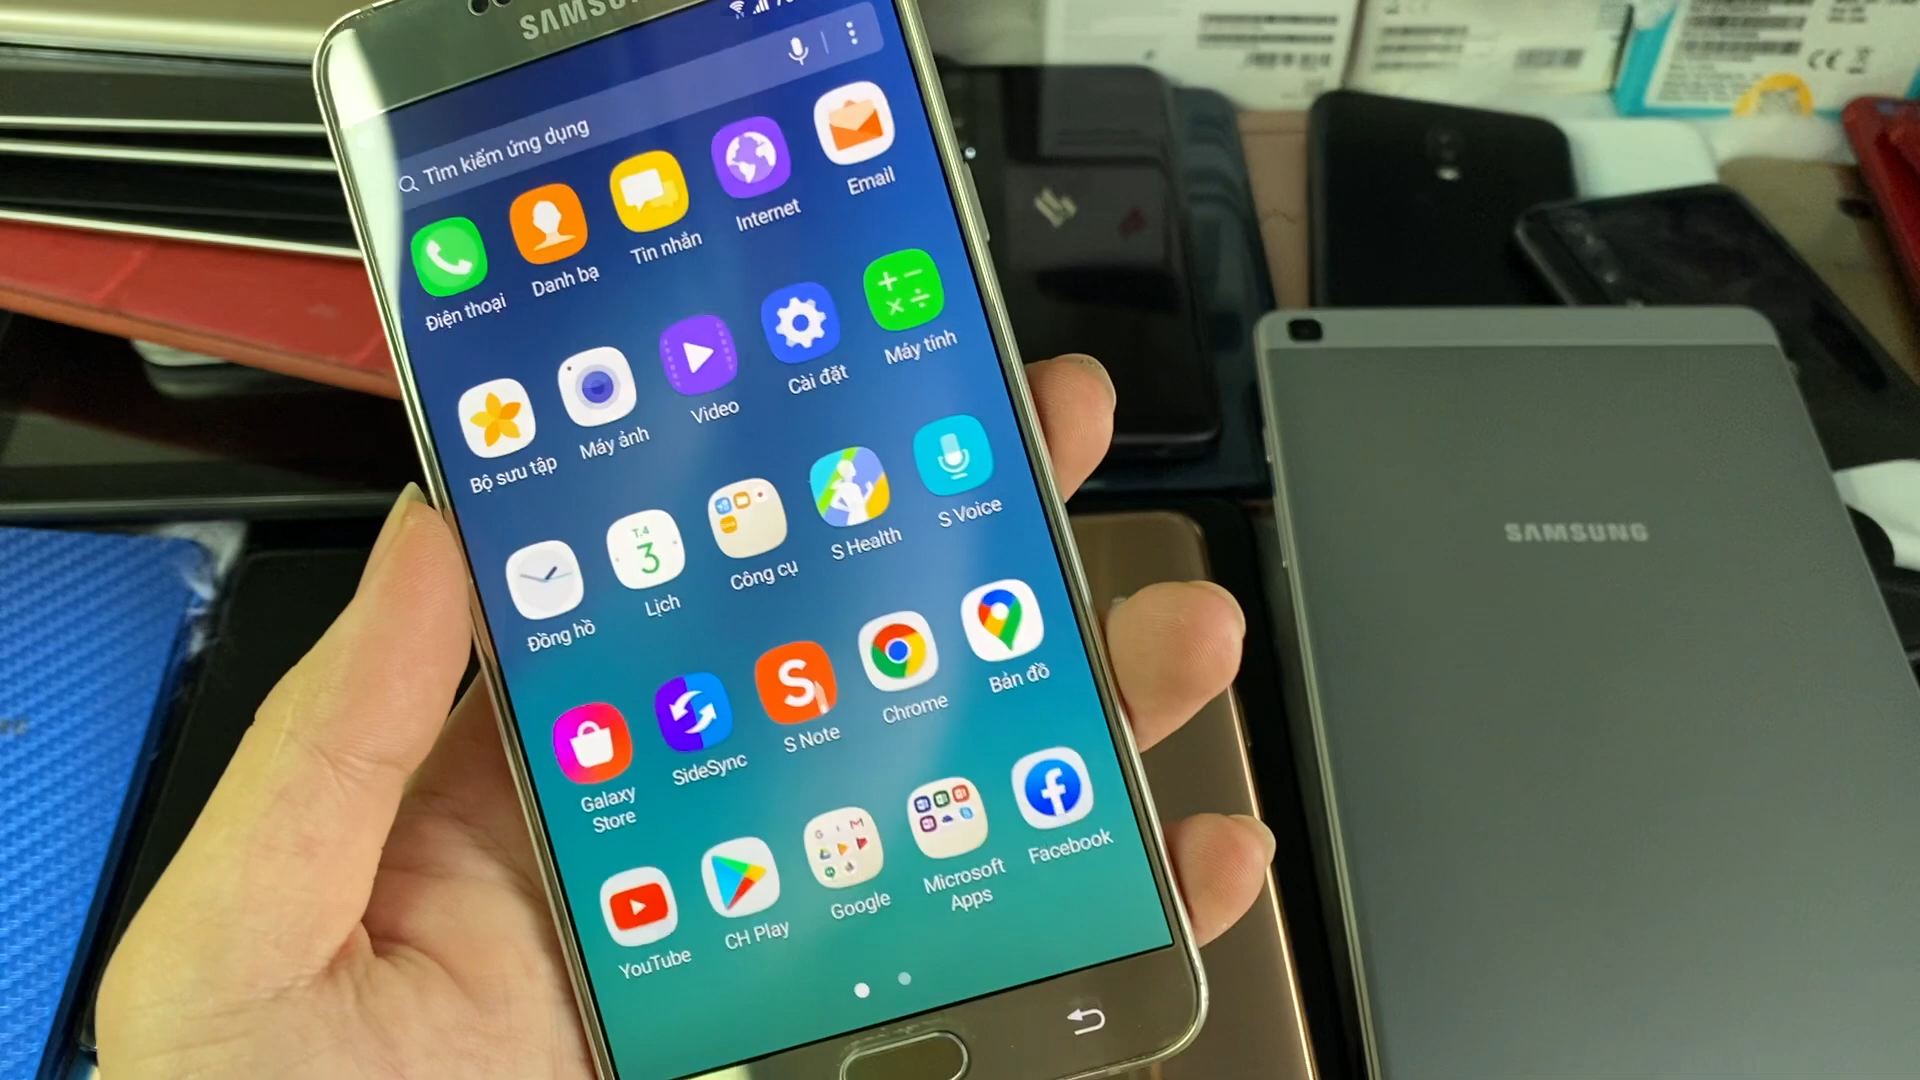 SAMSUNG
Tìm kiếm ứng dụng
Điện thoại
Danh bạ
Tin nhắn
Internet
Email
Bộ sưu tập
Máy ảnh
Video
Cài đặt
Máy tính
T.4
3
Đồng hồ
Lịch
Công cụ
S Health
S Voice
Galaxy
Store
SideSync
S Note
Chrome
Bản đồ
YouTube
CH Play
Google
Microsoft
Apps
Facebook
SAMSUNG